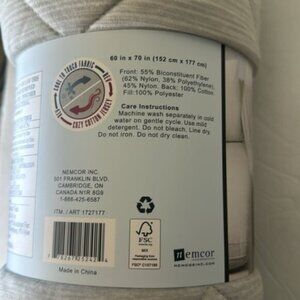 60 in x 70 in (152 cm x 177 cm)
Front: 55% Biconstituent Fiber
(62% Nylon, 38% Polyethylene),
45% Nylon. Back: 100% Cotton.
Fill:100% Polyester
COOL TO TOUCH FABRIC
COZY COTTON JERSEY
Care Instructions
Machine wash separately in cold
water on gentle cycle. Use mild
detergent. Do not bleach. Line dry.
Do not iron. Do not dry clean.
NEMCOR INC.
501 FRANKLIN BLVD.
CAMBRIDGE, ON
CANADA N1R 8G9
1-866-425-6587
ITM. / ART 1727177
Made in China
FSC
MIX
nemcor
NEMCORINC.COM